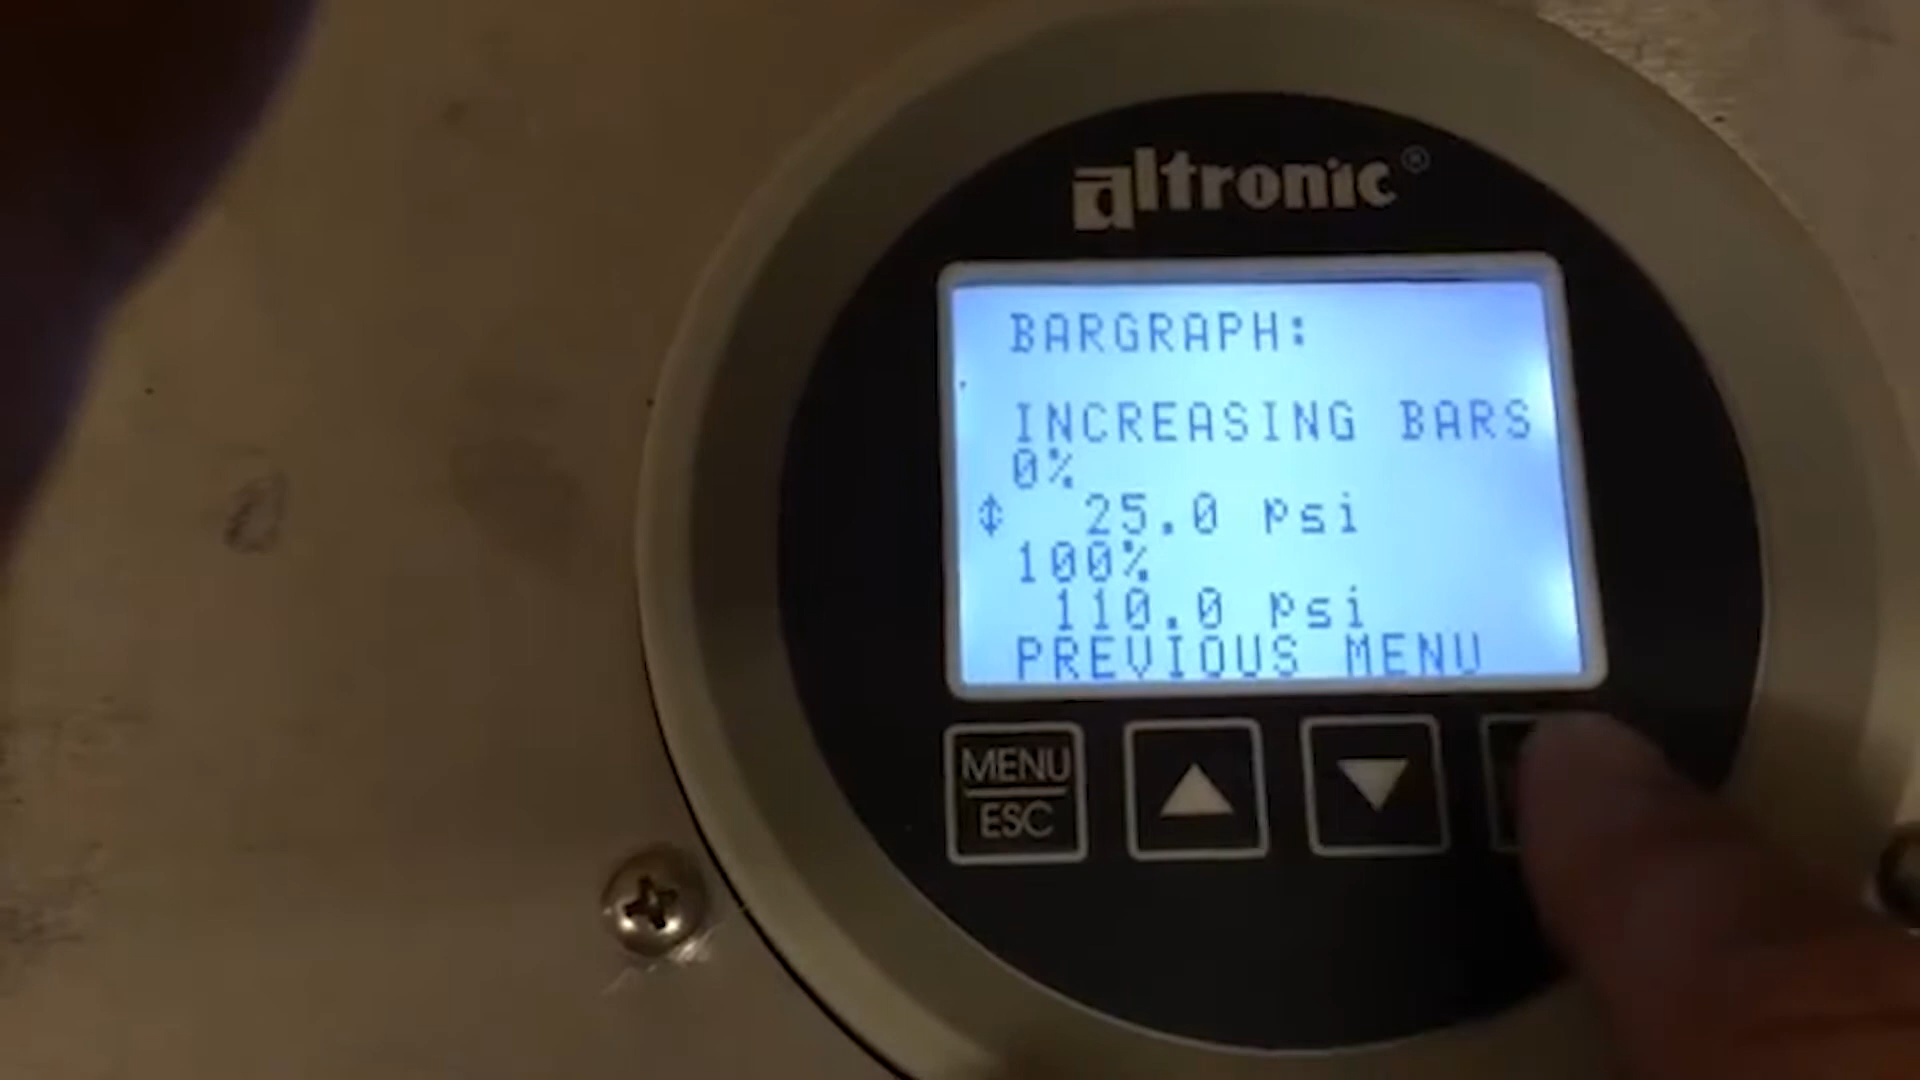 altronic®
BARGRAPH:
INCREASING BARS
0%
25.0 psi
100%
110.0 psi
PREVIOUS MENU
MENU
ESC